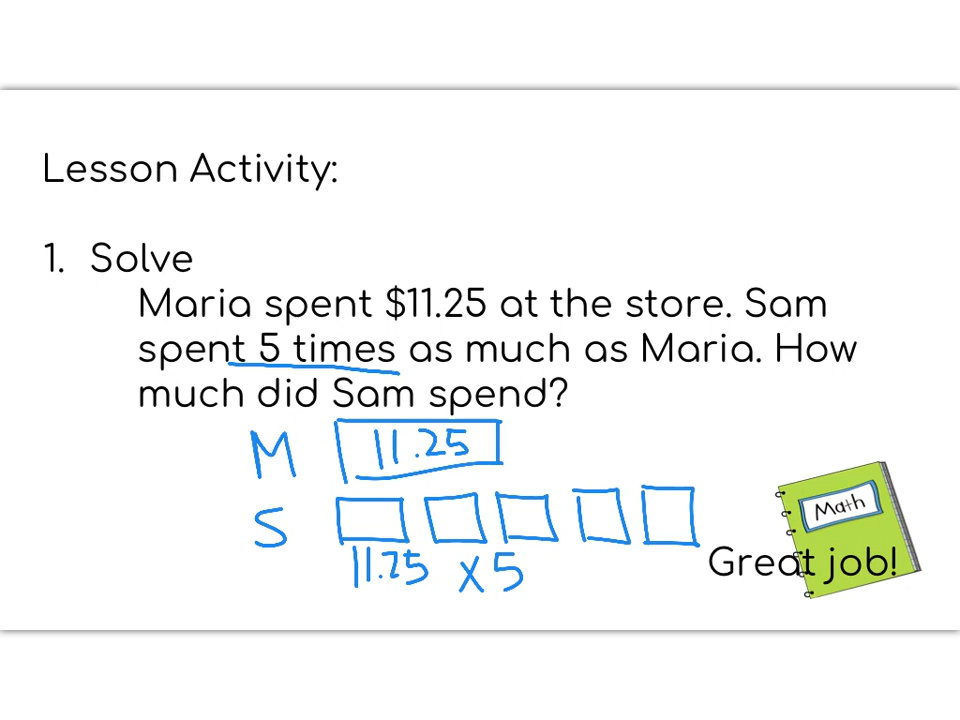 Lesson Activity:
1. Solve
Maria spent $11.25 at the store. Sam
spent 5 times as much as Maria. How
much did Sam spend?
M 11.25
S
11.25 x 5
Math
Great job!